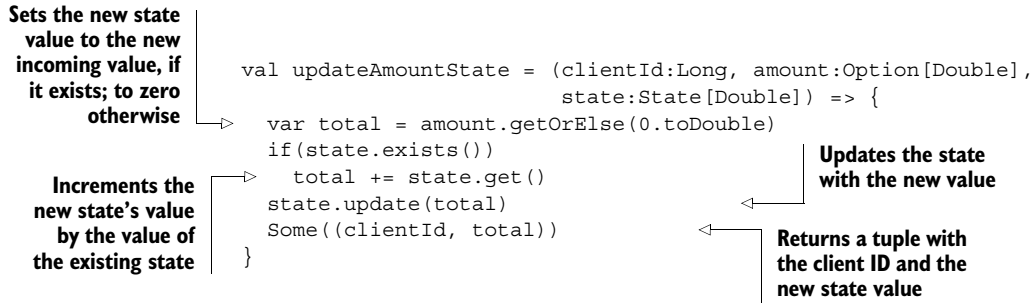 Sets the new state
value to the new
incoming value, if
it exists; to zero
otherwise
val updateAmountState = (clientId:Long, amount:Option[Double],
state:State[Double]) => {
var total = amount.getOrElse(0.toDouble)
if(state.exists())
total += state.get()
state.update(total)
Some((clientId, total))
}
Increments the
new state's value
by the value of
the existing state
Updates the state
with the new value
Returns a tuple with
the client ID and the
new state value